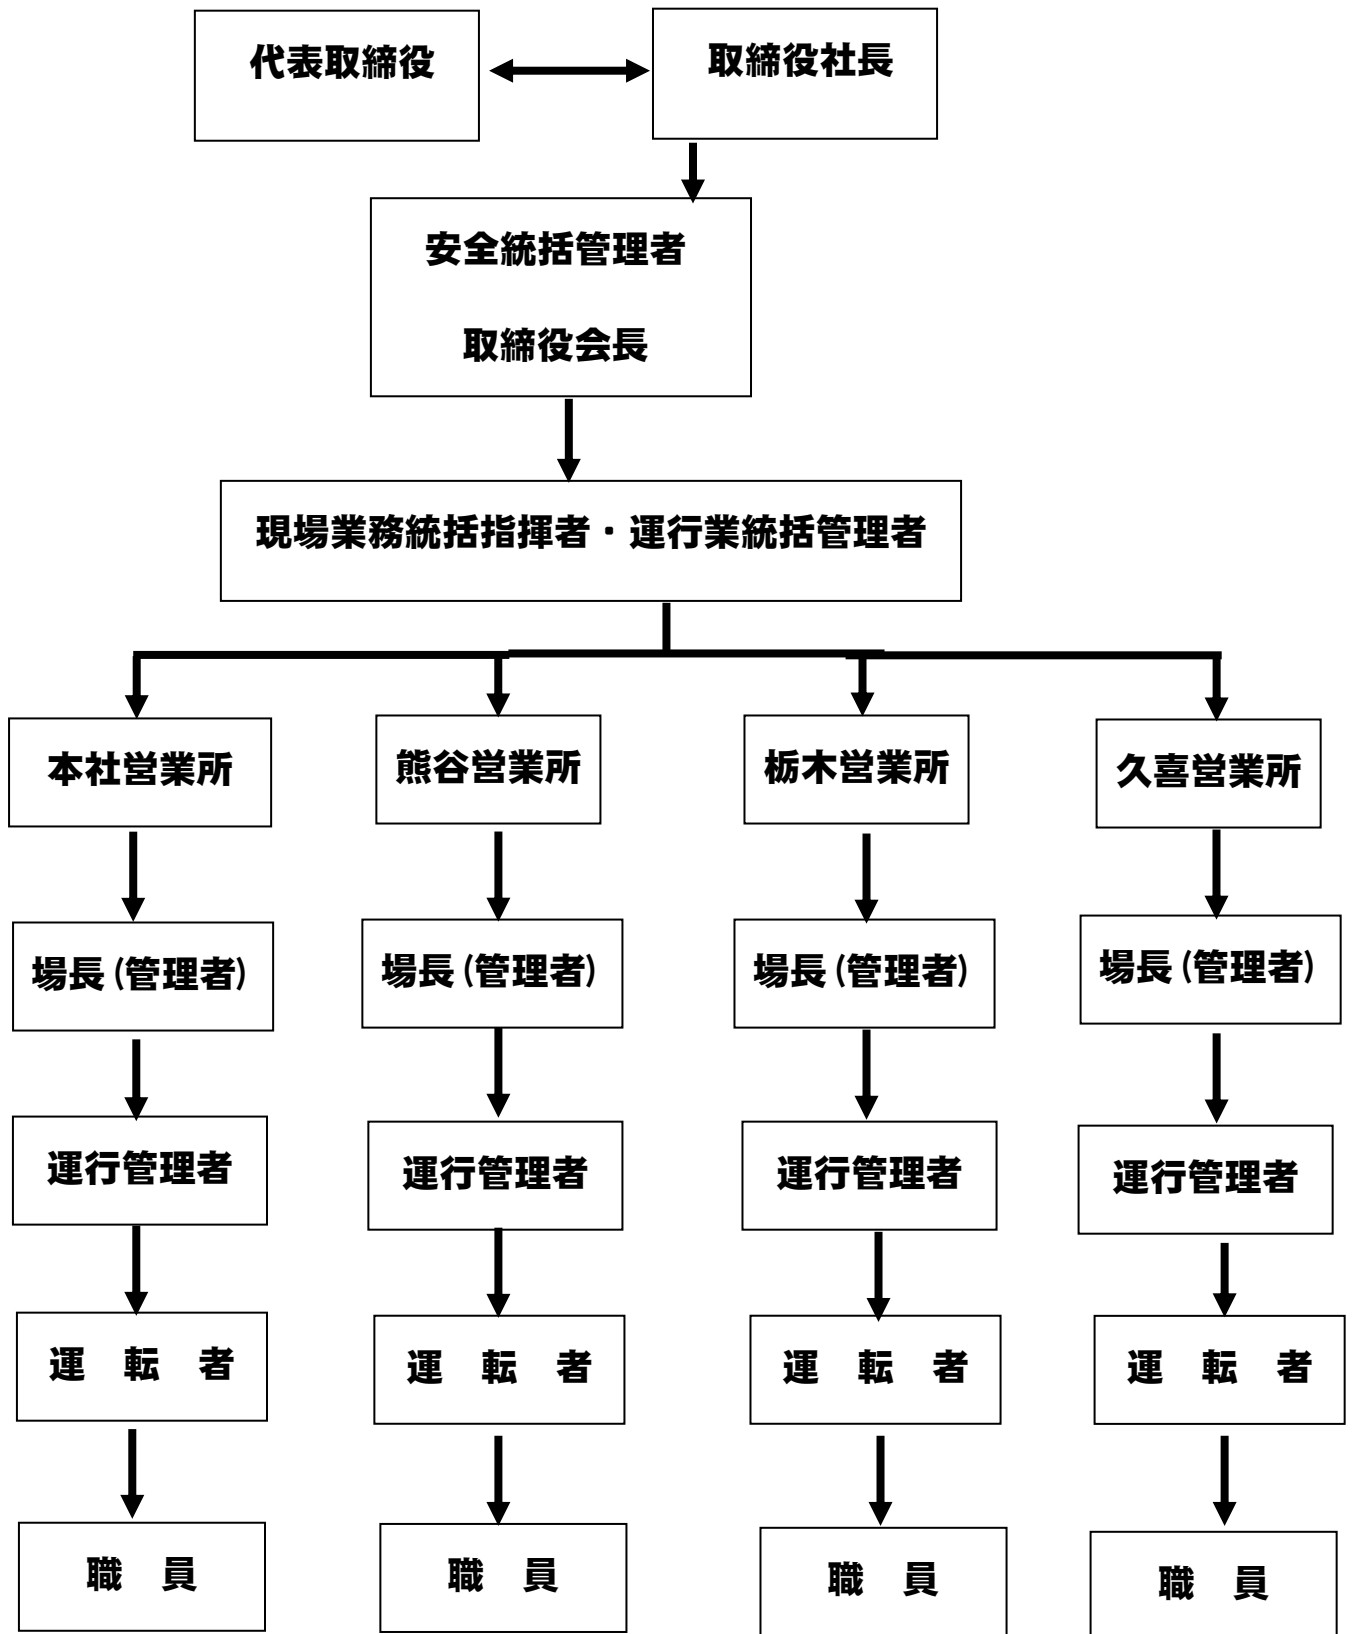 代表取締役
取締役社長
安全統括管理者
取締役会長
現場業務統括指揮者・運行業統括管理者
本社営業所
熊谷営業所
栃木営業所
久喜営業所
場長(管理者)
場長(管理者)
場長(管理者)
場長(管理者)
運行管理者
運行管理者
運行管理者
運行管理者
運　転　者
運　転　者
運　転　者
運　転　者
職　員
職　員
職　員
職　員